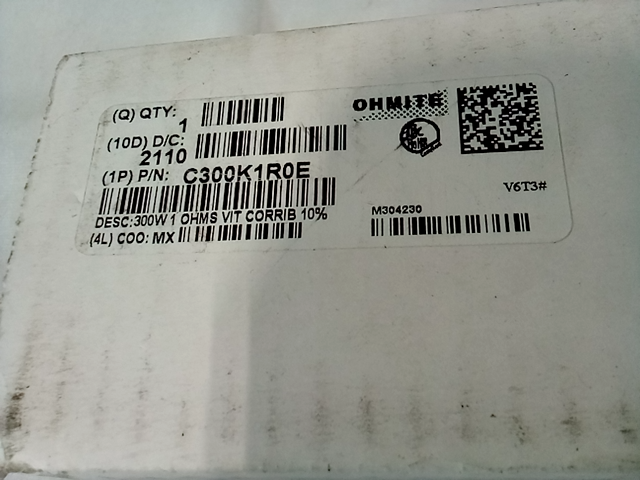 (Q) QTY: 1
OHMITE
(10D) D/C: 2110
(1P) P/N: C300K1R0E
V6T3#
DESC:300W 1 OHMS VIT CORRIB 10%
M304230
(4L) COO: MX